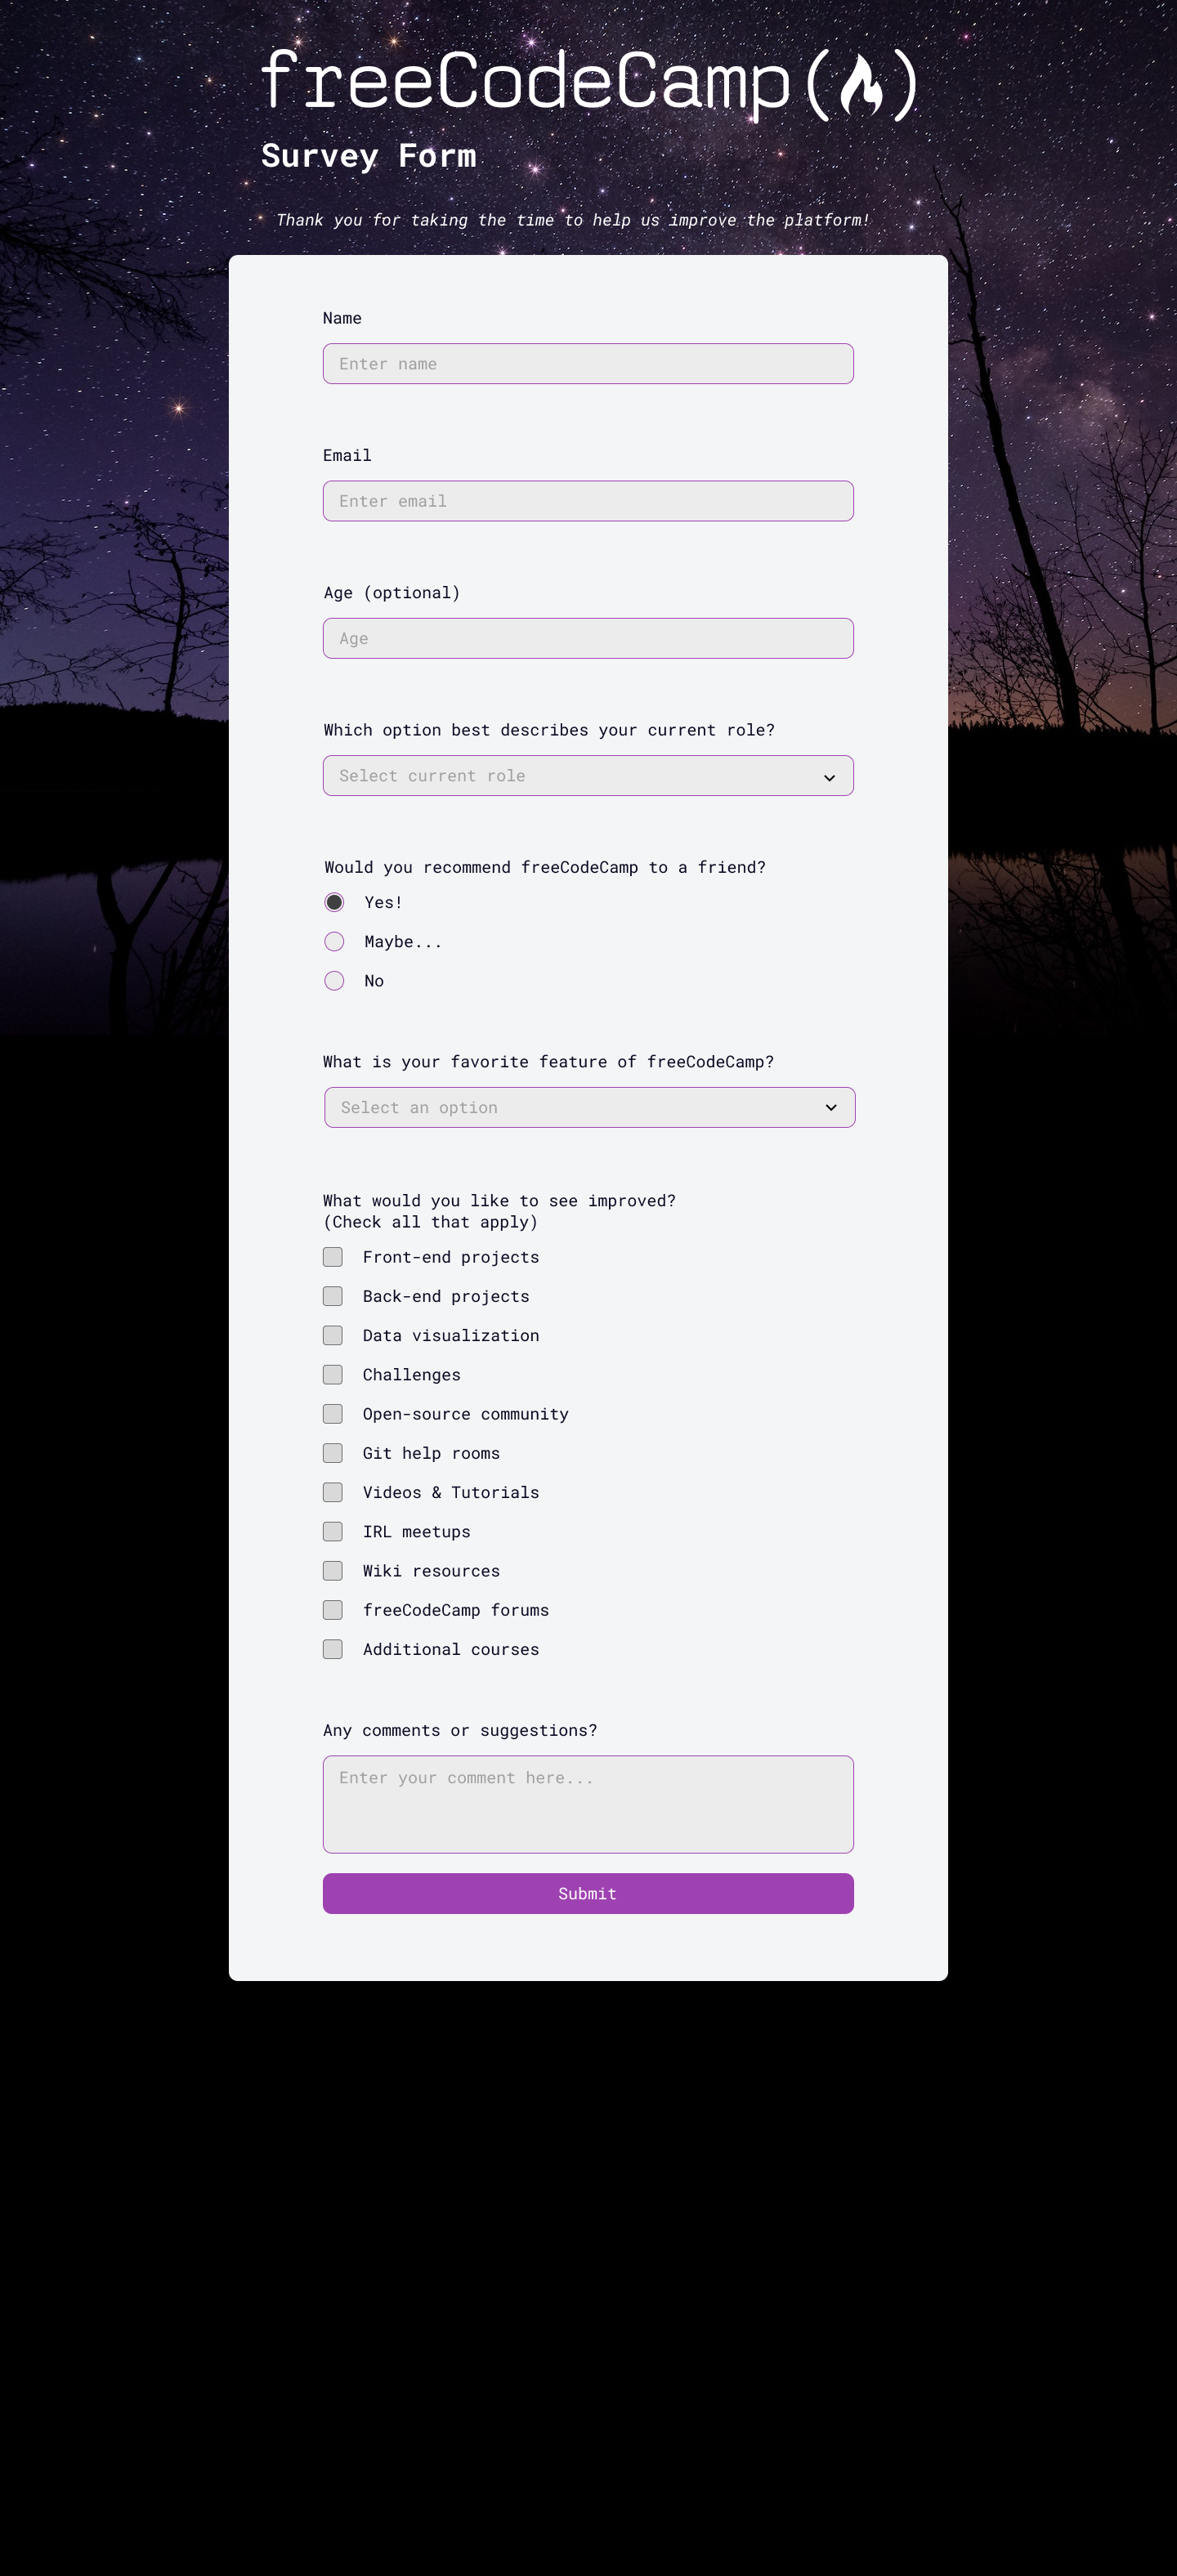 freeCodeCamp
Survey Form
Thank you for taking the time to help us improve the platform!
Name
Enter name
Email
Enter email
Age (optional)
Age
Which option best describes your current role?
Select current role
Would you recommend freeCodeCamp to a friend?
Yes!
Maybe...
No
What is your favorite feature of freeCodeCamp?
Select an option
What would you like to see improved?
(Check all that apply)
Front-end projects
Back-end projects
Data visualization
Challenges
Open-source community
Git help rooms
Videos & Tutorials
IRL meetups
Wiki resources
freeCodeCamp forums
Additional courses
Any comments or suggestions?
Enter your comment here...
Submit